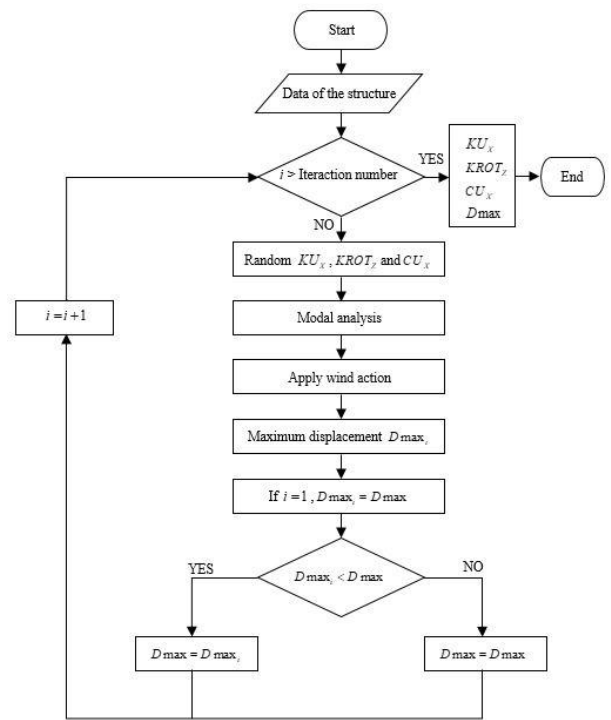 Start
Data of the structure
i > Iteraction number
YES
KU_X
KROT_Z
CU_X
Dmax
End
NO
Random KU_X , KROT_Z and CU_X
i = i + 1
Modal analysis
Apply wind action
Maximum displacement Dmax_i
If i = 1 , Dmax_i = Dmax
YES
Dmax_i < Dmax
NO
Dmax = Dmax_i
Dmax = Dmax